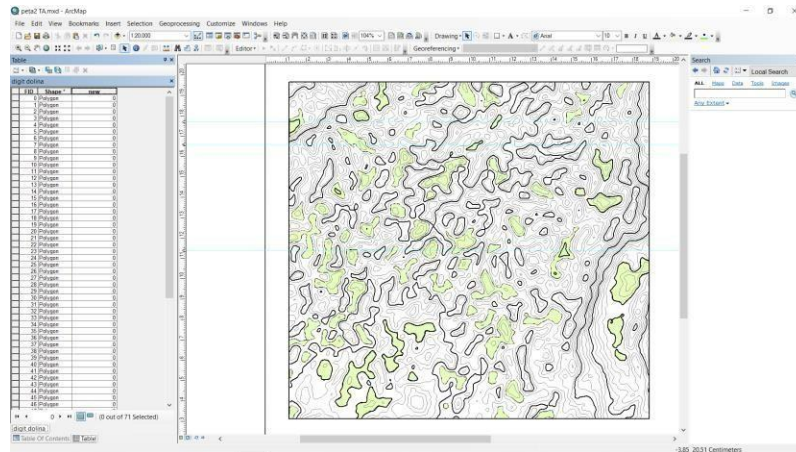 peta2 TA.mxd - ArcMap
File Edit View Bookmarks Insert Selection Geoprocessing Customize Windows Help
1:20.000
104%
Drawing
Arial
10
B I U A
Editor
Georeferencing
Table
digit dolina
FID Shape * new
0 Polygon 0
1 Polygon 0
2 Polygon 0
3 Polygon 0
4 Polygon 0
5 Polygon 0
6 Polygon 0
7 Polygon 0
8 Polygon 0
9 Polygon 0
10 Polygon 0
11 Polygon 0
12 Polygon 0
13 Polygon 0
14 Polygon 0
15 Polygon 0
16 Polygon 0
17 Polygon 0
18 Polygon 0
19 Polygon 0
20 Polygon 0
21 Polygon 0
22 Polygon 0
23 Polygon 0
24 Polygon 0
25 Polygon 0
26 Polygon 0
27 Polygon 0
28 Polygon 0
29 Polygon 0
30 Polygon 0
31 Polygon 0
32 Polygon 0
33 Polygon 0
34 Polygon 0
35 Polygon 0
36 Polygon 0
37 Polygon 0
38 Polygon 0
39 Polygon 0
40 Polygon 0
41 Polygon 0
42 Polygon 0
43 Polygon 0
44 Polygon 0
45 Polygon 0
46 Polygon 0
0
(0 out of 71 Selected)
digit dolina
Table Of Contents Table
Search
Local Search
ALL Maps Data Tools Images
Any Extent
-3.85 20.51 Centimeters